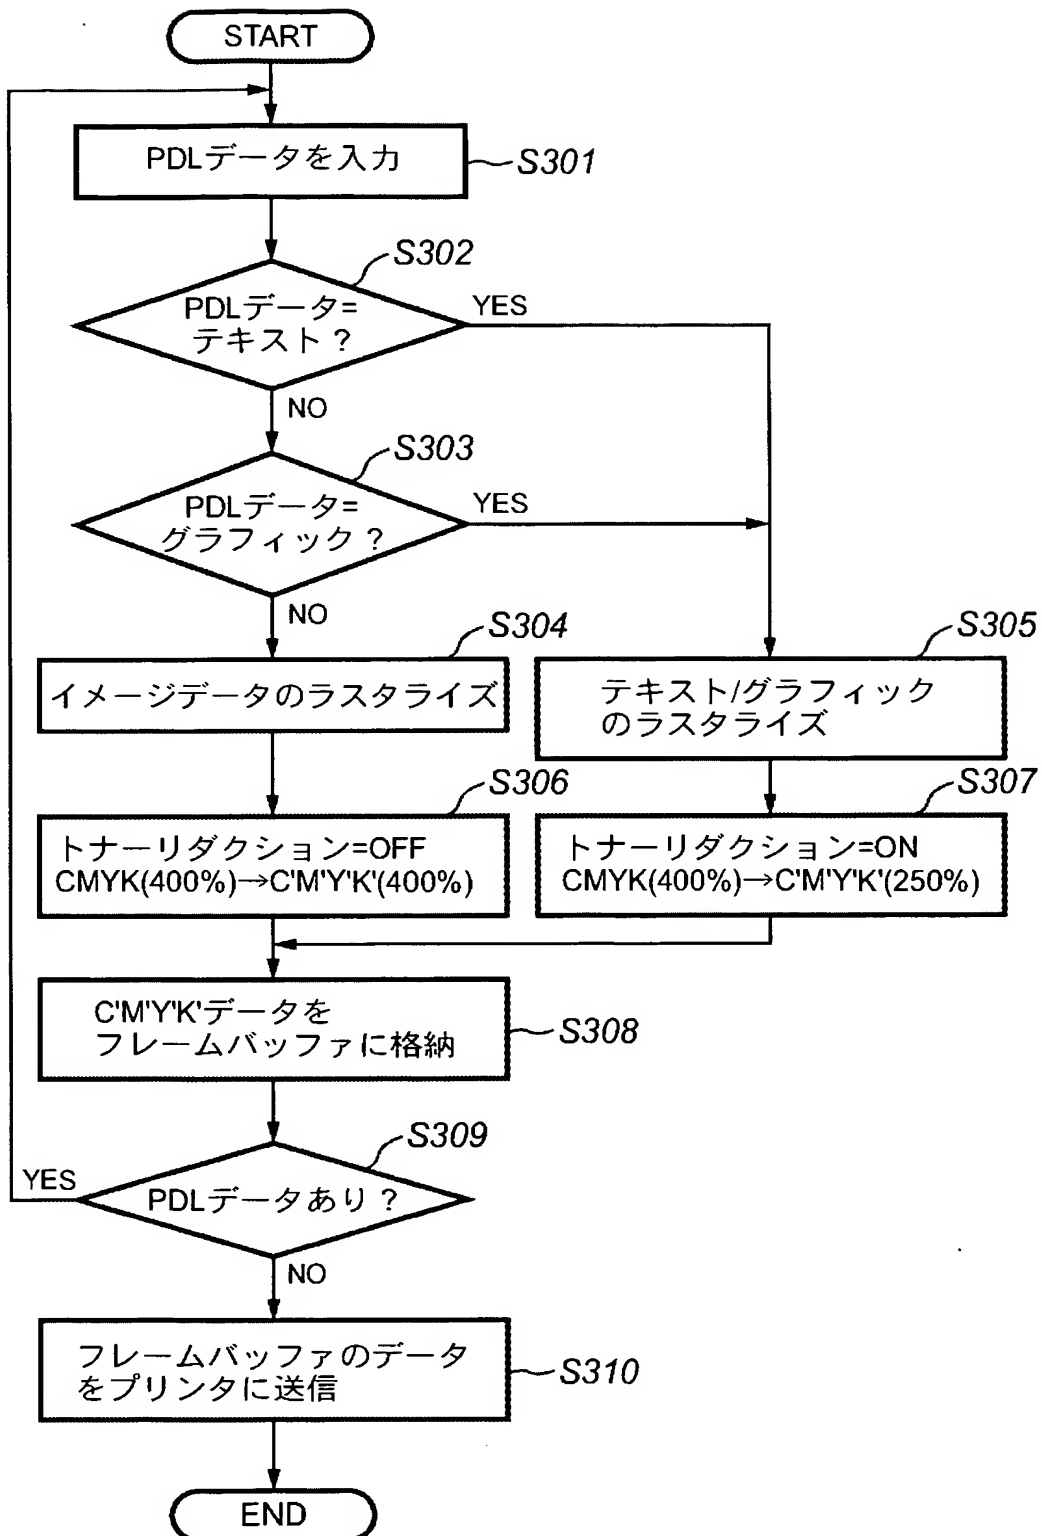 START
PDLデータを入力
S301
S302
PDLデータ=
テキスト?
YES
NO
S303
PDLデータ=
グラフィック?
YES
NO
S304
イメージデータのラスタライズ
S305
テキスト/グラフィック
のラスタライズ
S306
トナーリダクション=OFF
CMYK(400%)→C'M'Y'K'(400%)
S307
トナーリダクション=ON
CMYK(400%)→C'M'Y'K'(250%)
C'M'Y'K'データを
フレームバッファに格納
S308
S309
YES
PDLデータあり?
NO
フレームバッファのデータ
をプリンタに送信
S310
END